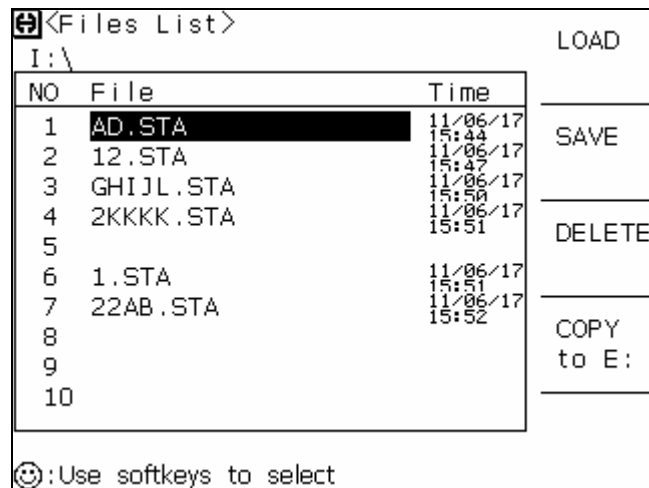 <Files List>
I:\
NO File Time
1 AD.STA 11/06/17 15:44
2 12.STA 11/06/17 15:47
3 GHIJL.STA 11/06/17 15:50
4 2KKKK.STA 11/06/17 15:51
5
6 1.STA 11/06/17 15:51
7 22AB.STA 11/06/17 15:52
8
9
10
LOAD
SAVE
DELETE
COPY
to E:
:Use softkeys to select